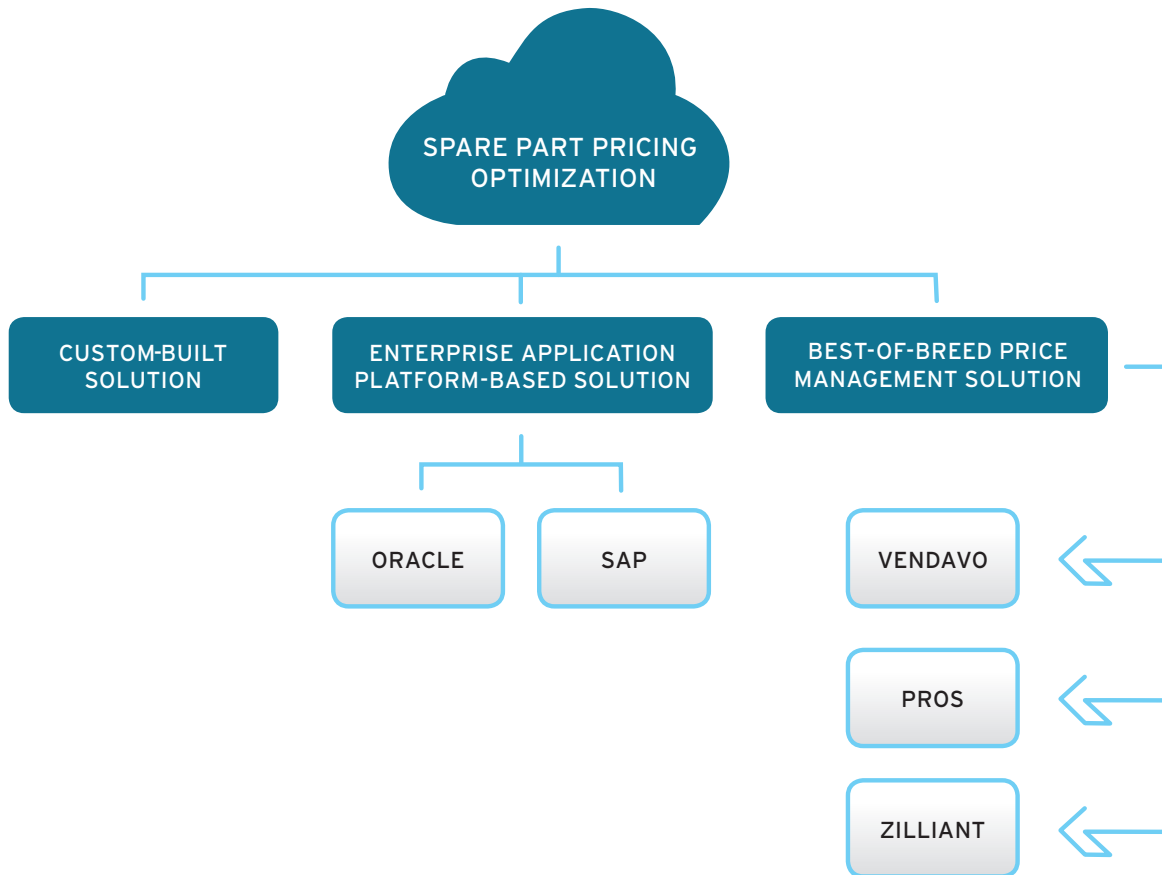 SPARE PART PRICING
OPTIMIZATION
CUSTOM-BUILT
SOLUTION
ENTERPRISE APPLICATION
PLATFORM-BASED SOLUTION
BEST-OF-BREED PRICE
MANAGEMENT SOLUTION
ORACLE
SAP
VENDAVO
PROS
ZILLIANT